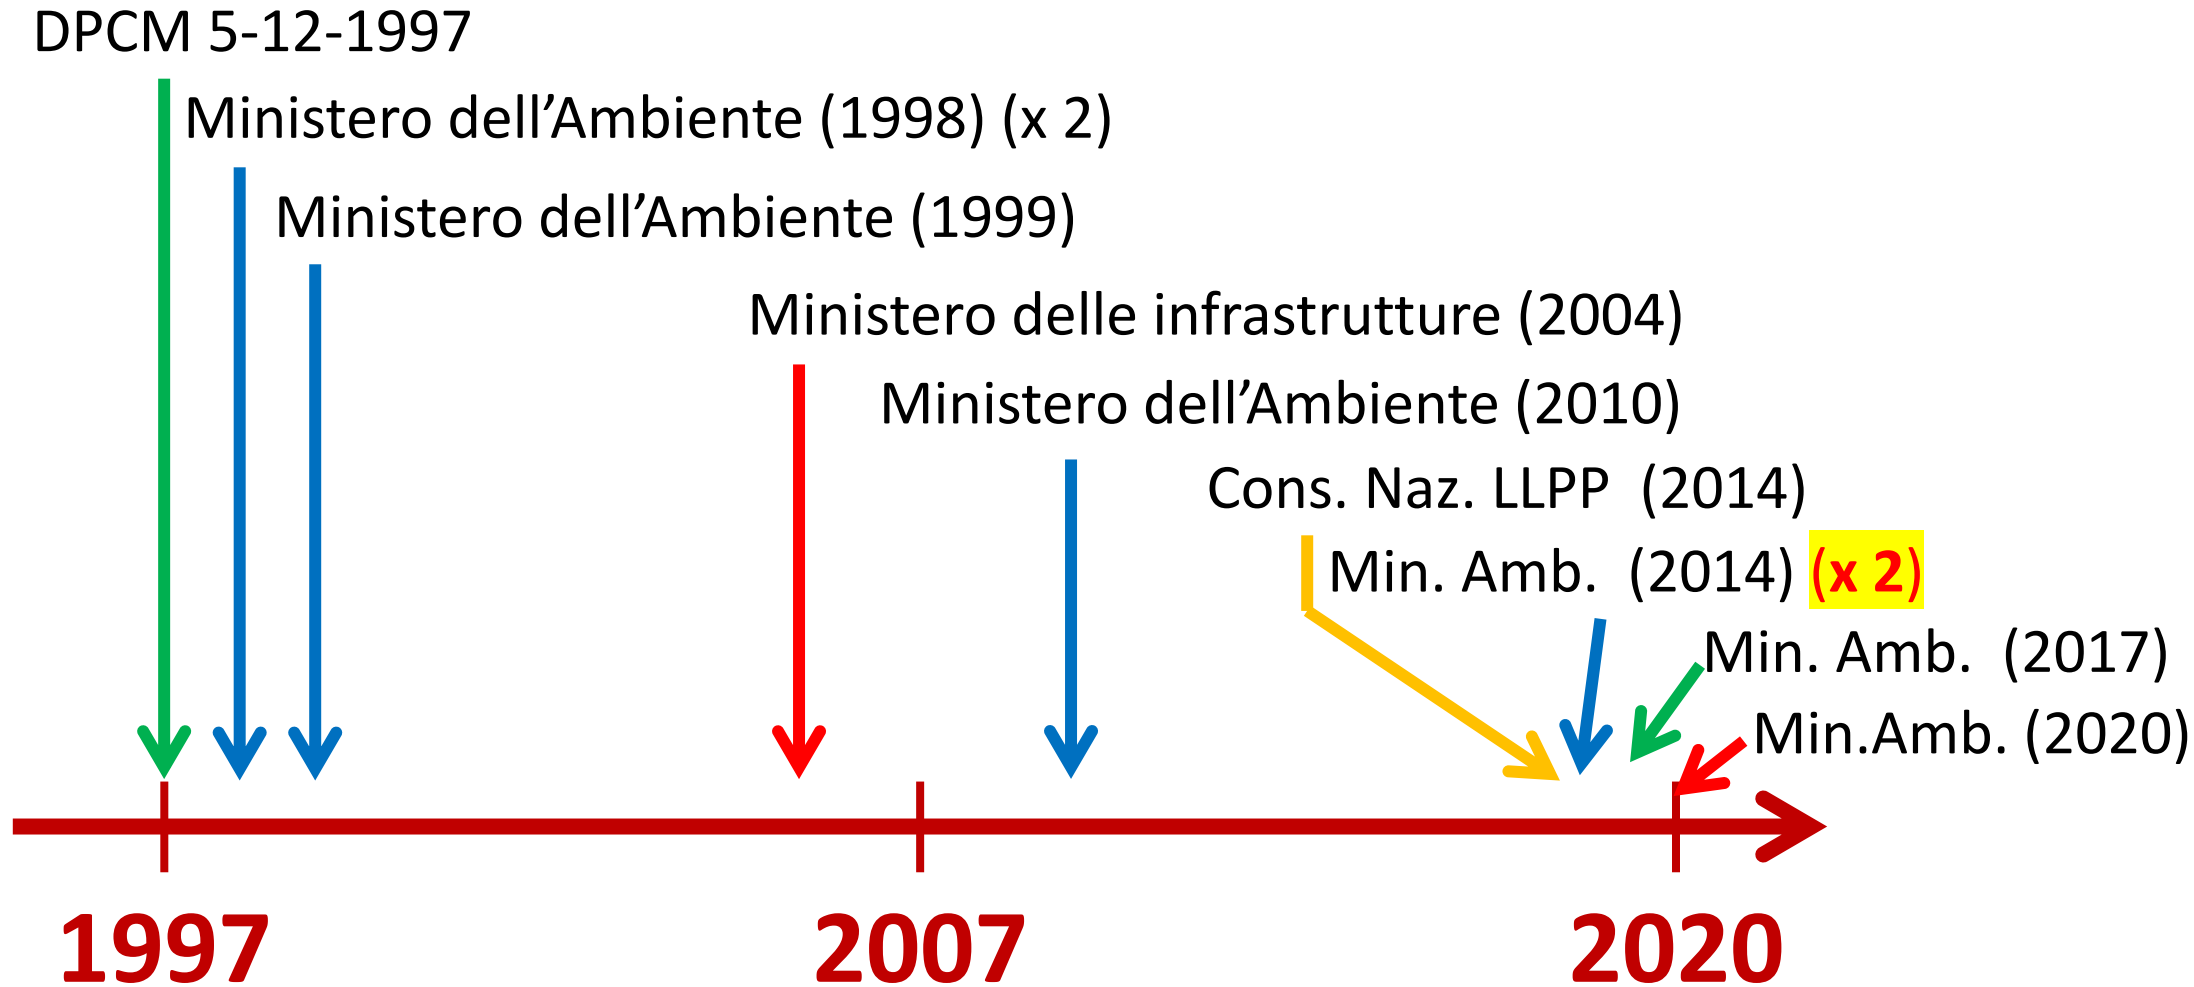 DPCM 5-12-1997
Ministero dell’Ambiente (1998) (x 2)
Ministero dell’Ambiente (1999)
Ministero delle infrastrutture (2004)
Ministero dell’Ambiente (2010)
Cons. Naz. LLPP  (2014)
Min. Amb.  (2014) (x 2)
Min. Amb.  (2017)
Min.Amb. (2020)
1997 2007 2020